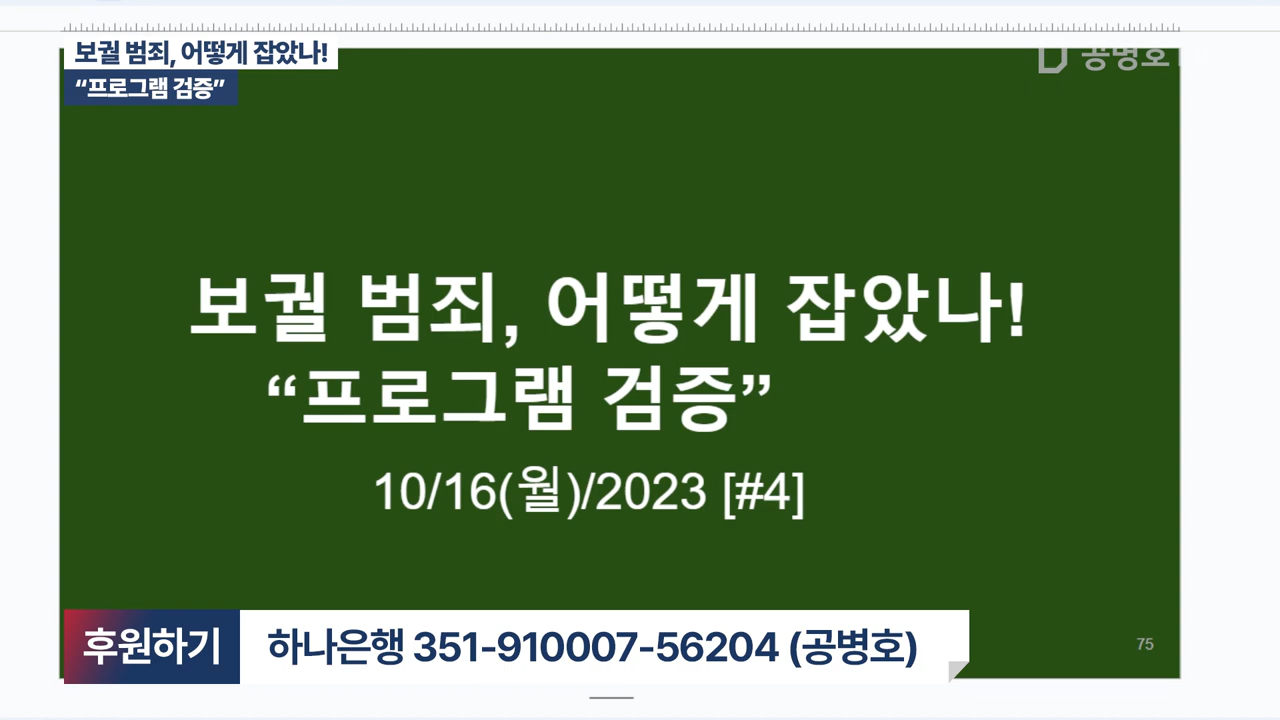 보궐 범죄, 어떻게 잡았나!
“프로그램 검증”
공병호
보궐 범죄, 어떻게 잡았나!
“프로그램 검증”
10/16(월)/2023 [#4]
후원하기
하나은행 351-910007-56204 (공병호)
75